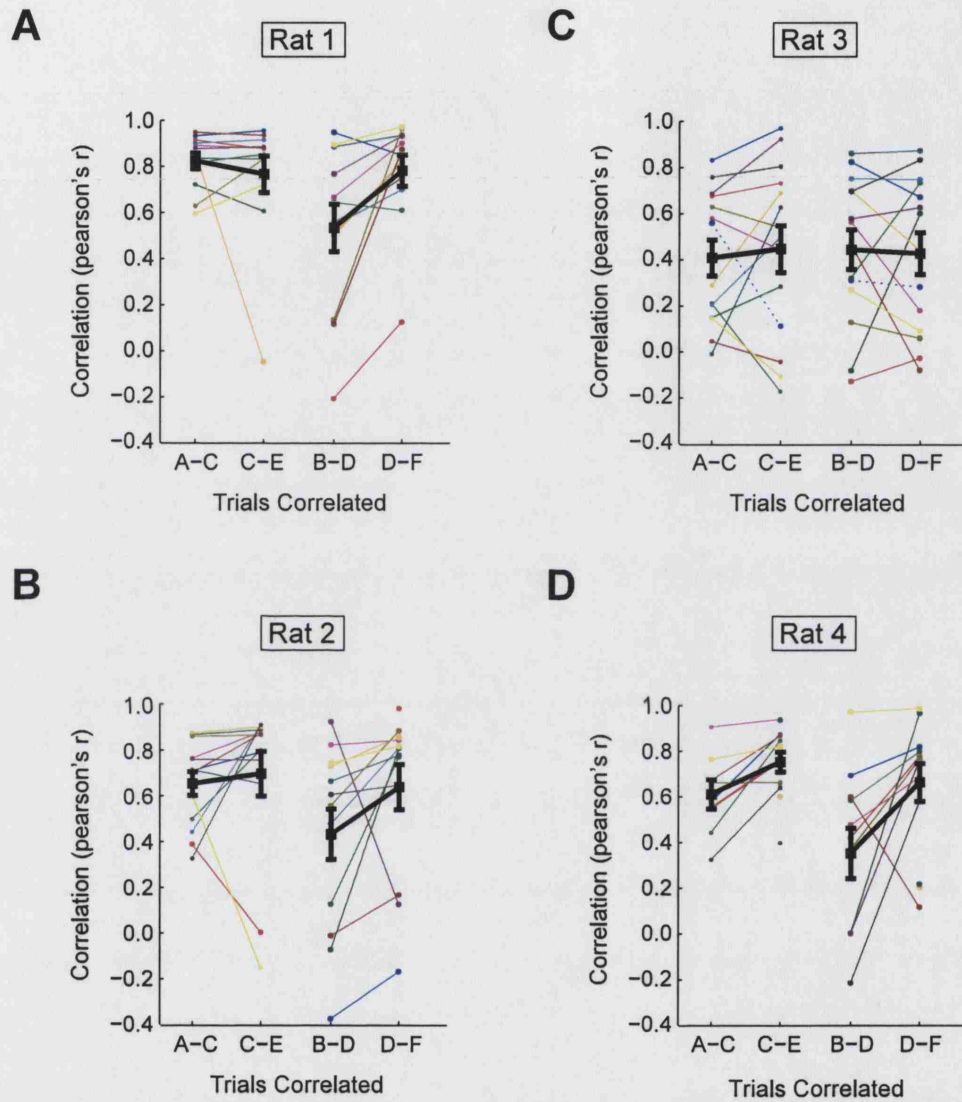 A
Rat 1
Correlation (pearson's r)
1.0
0.8
0.6
0.4
0.2
0.0
−0.2
−0.4
A−C C−E B−D D−F
Trials Correlated
C
Rat 3
Correlation (pearson's r)
1.0
0.8
0.6
0.4
0.2
0.0
−0.2
−0.4
A−C C−E B−D D−F
Trials Correlated
B
Rat 2
Correlation (pearson's r)
1.0
0.8
0.6
0.4
0.2
0.0
−0.2
−0.4
A−C C−E B−D D−F
Trials Correlated
D
Rat 4
Correlation (pearson's r)
1.0
0.8
0.6
0.4
0.2
0.0
−0.2
−0.4
A−C C−E B−D D−F
Trials Correlated